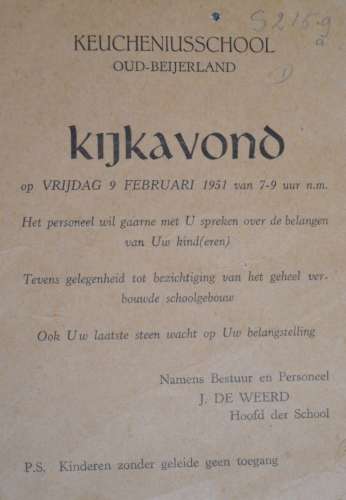 S 215-9
a
KEUCHENIUSSCHOOL
OUD-BEIJERLAND
kijkavond
op VRIJDAG 9 FEBRUARI 1951 van 7-9 uur n.m.
Het personeel wil gaarne met U spreken over de belangen
van Uw kind(eren)
Tevens gelegenheid tot bezichtiging van het geheel ver-
bouwde schoolgebouw
Ook Uw laatste steen wacht op Uw belangstelling
Namens Bestuur en Personeel
J. DE WEERD
Hoofd der School
P.S. Kinderen zonder geleide geen toegang